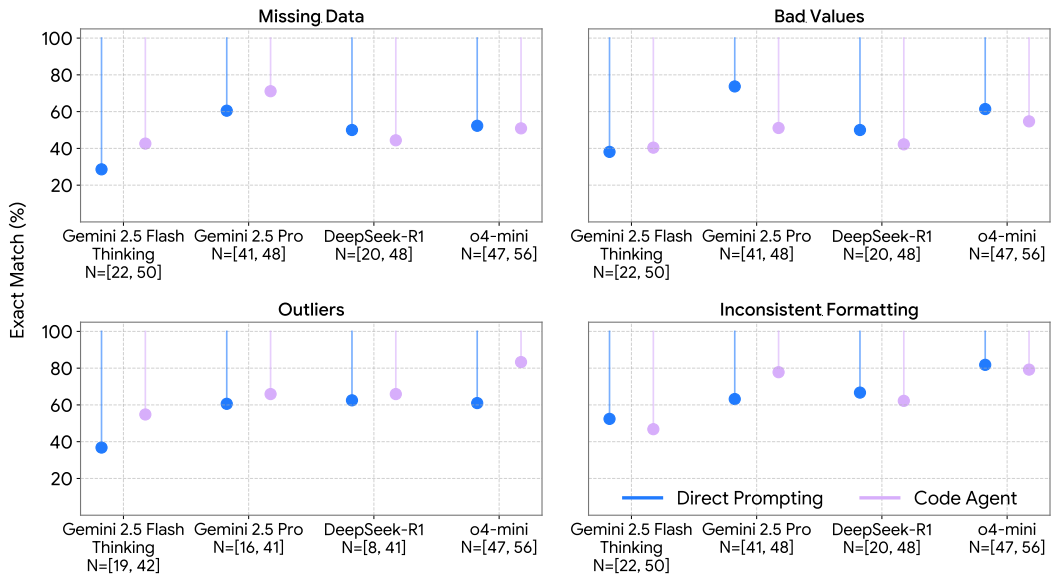 Missing Data
Bad Values
Exact Match (%)
100
80
60
40
20
Gemini 2.5 Flash
Thinking
N=[22, 50]
Gemini 2.5 Pro
N=[41, 48]
DeepSeek-R1
N=[20, 48]
o4-mini
N=[47, 56]
Gemini 2.5 Flash
Thinking
N=[22, 50]
Gemini 2.5 Pro
N=[41, 48]
DeepSeek-R1
N=[20, 48]
o4-mini
N=[47, 56]
Outliers
Inconsistent Formatting
100
80
60
40
20
Direct Prompting
Code Agent
Gemini 2.5 Flash
Thinking
N=[19, 42]
Gemini 2.5 Pro
N=[16, 41]
DeepSeek-R1
N=[8, 41]
o4-mini
N=[47, 56]
Gemini 2.5 Flash
Thinking
N=[22, 50]
Gemini 2.5 Pro
N=[41, 48]
DeepSeek-R1
N=[20, 48]
o4-mini
N=[47, 56]